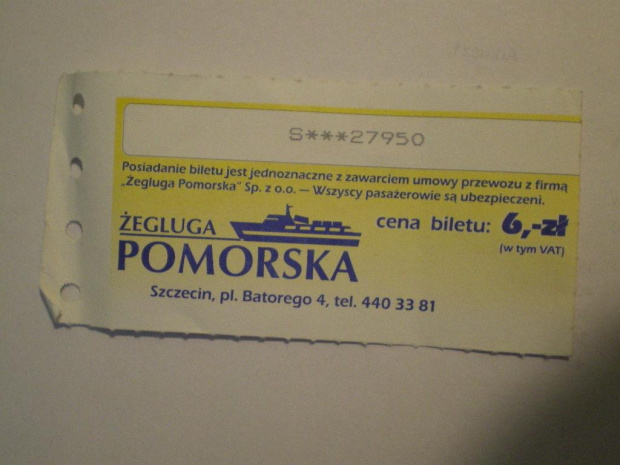 S***27950
Posiadanie biletu jest jednoznaczne z zawarciem umowy przewozu z firmą
„Żegluga Pomorska" Sp. z o.o. — Wszyscy pasażerowie są ubezpieczeni.
ŻEGLUGA
POMORSKA
cena biletu: 6,-zł
(w tym VAT)
Szczecin, pl. Batorego 4, tel. 440 33 81